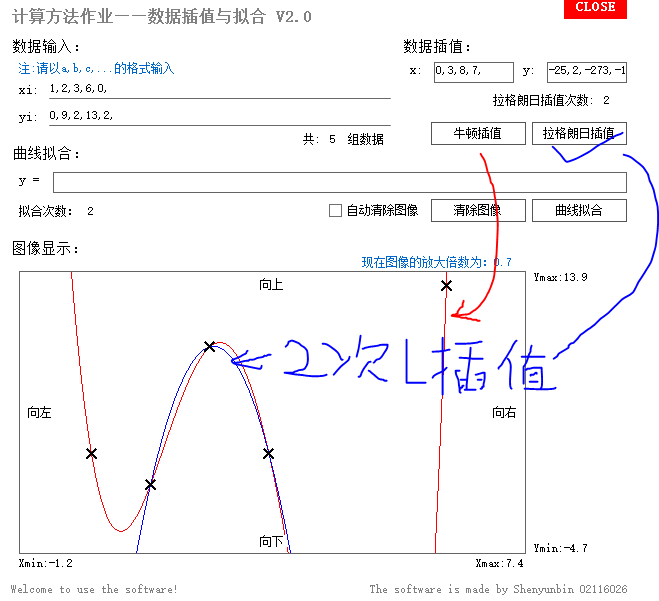 计算方法作业——数据插值与拟合 V2.0
CLOSE
数据输入：
注:请以a,b,c,...的格式输入
xi: 1,2,3,6,0,
yi: 0,9,2,13,2,
共: 5 组数据
数据插值：
x: 0,3,8,7, y: -25,2,-273,-1
拉格朗日插值次数: 2
牛顿插值 拉格朗日插值
曲线拟合：
y =
拟合次数: 2
自动清除图像 清除图像 曲线拟合
图像显示：
现在图像的放大倍数为：0.7
向上
Ymax:13.9
2次L插值
向左
向右
向下
Ymin:-4.7
Xmin:-1.2
Xmax:7.4
Welcome to use the software!
The software is made by Shenyunbin 02116026